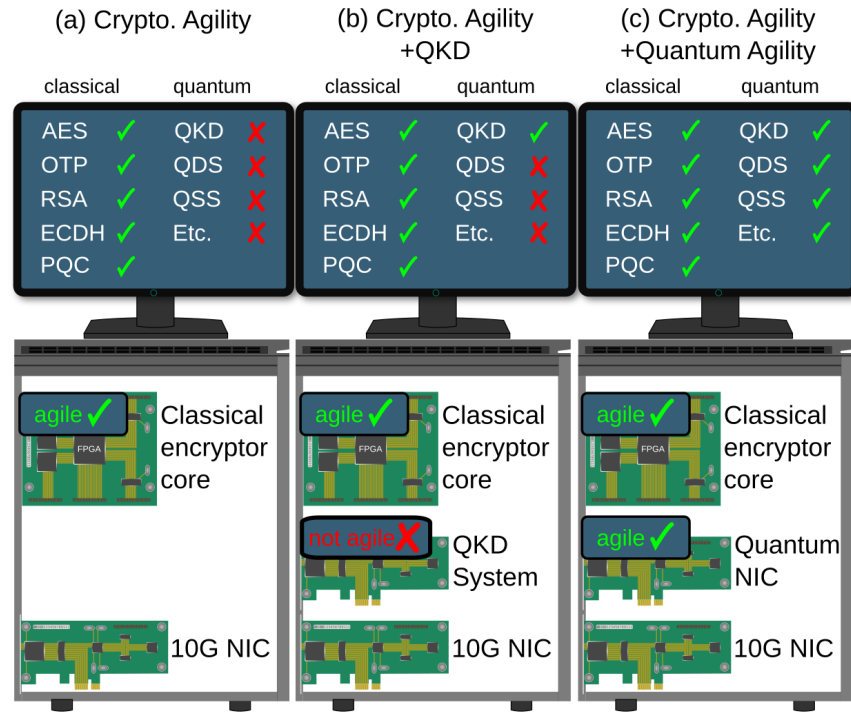 (a) Crypto. Agility
classical quantum
AES ✓ QKD ✘
OTP ✓ QDS ✘
RSA ✓ QSS ✘
ECDH ✓ Etc. ✘
PQC ✓
agile ✓
FPGA
Classical
encryptor
core
10G NIC
(b) Crypto. Agility
+QKD
classical quantum
AES ✓ QKD ✓
OTP ✓ QDS ✘
RSA ✓ QSS ✘
ECDH ✓ Etc. ✘
PQC ✓
agile ✓
FPGA
Classical
encryptor
core
not agile ✘
QKD
System
10G NIC
(c) Crypto. Agility
+Quantum Agility
classical quantum
AES ✓ QKD ✓
OTP ✓ QDS ✓
RSA ✓ QSS ✓
ECDH ✓ Etc. ✓
PQC ✓
agile ✓
FPGA
Classical
encryptor
core
agile ✓
Quantum
NIC
10G NIC